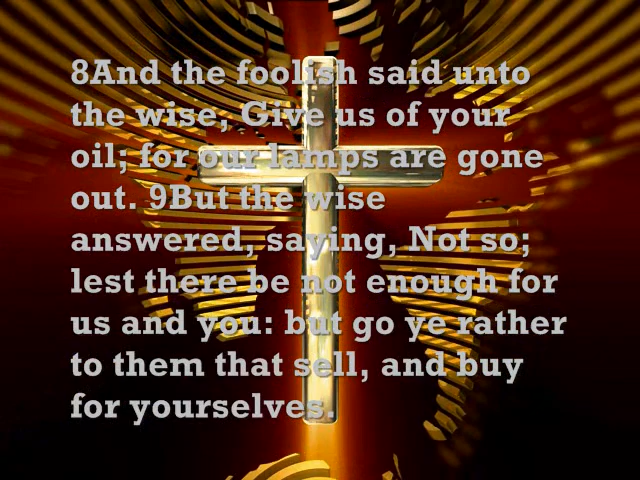 8And the foolish said unto
the wise, Give us of your
oil; for our lamps are gone
out. 9But the wise
answered, saying, Not so;
lest there be not enough for
us and you: but go ye rather
to them that sell, and buy
for yourselves.